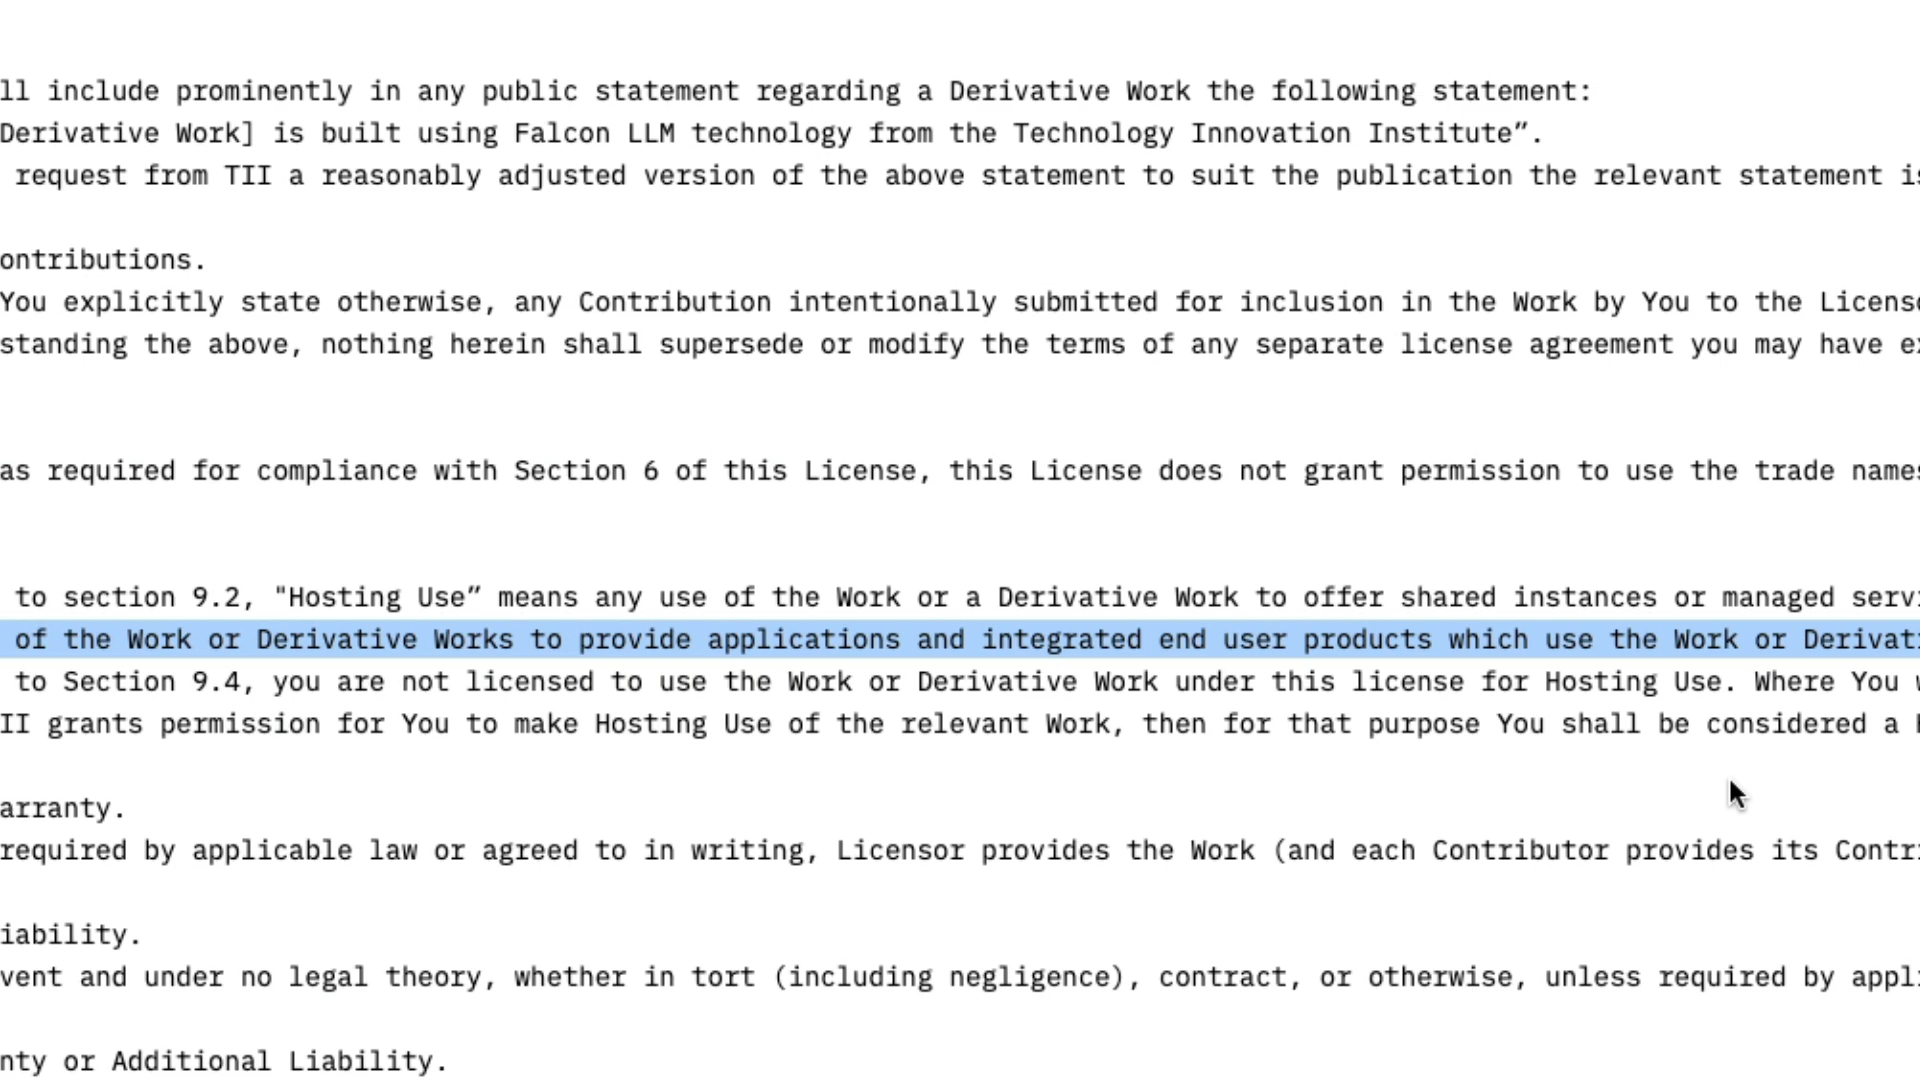 ll include prominently in any public statement regarding a Derivative Work the following statement:
Derivative Work] is built using Falcon LLM technology from the Technology Innovation Institute”.
request from TII a reasonably adjusted version of the above statement to suit the publication the relevant statement is
ontributions.
You explicitly state otherwise, any Contribution intentionally submitted for inclusion in the Work by You to the Licenso
standing the above, nothing herein shall supersede or modify the terms of any separate license agreement you may have ex
as required for compliance with Section 6 of this License, this License does not grant permission to use the trade names
to section 9.2, "Hosting Use” means any use of the Work or a Derivative Work to offer shared instances or managed servi
of the Work or Derivative Works to provide applications and integrated end user products which use the Work or Derivati
to Section 9.4, you are not licensed to use the Work or Derivative Work under this license for Hosting Use. Where You w
II grants permission for You to make Hosting Use of the relevant Work, then for that purpose You shall be considered a
arranty.
required by applicable law or agreed to in writing, Licensor provides the Work (and each Contributor provides its Contri
iability.
vent and under no legal theory, whether in tort (including negligence), contract, or otherwise, unless required by appli
nty or Additional Liability.